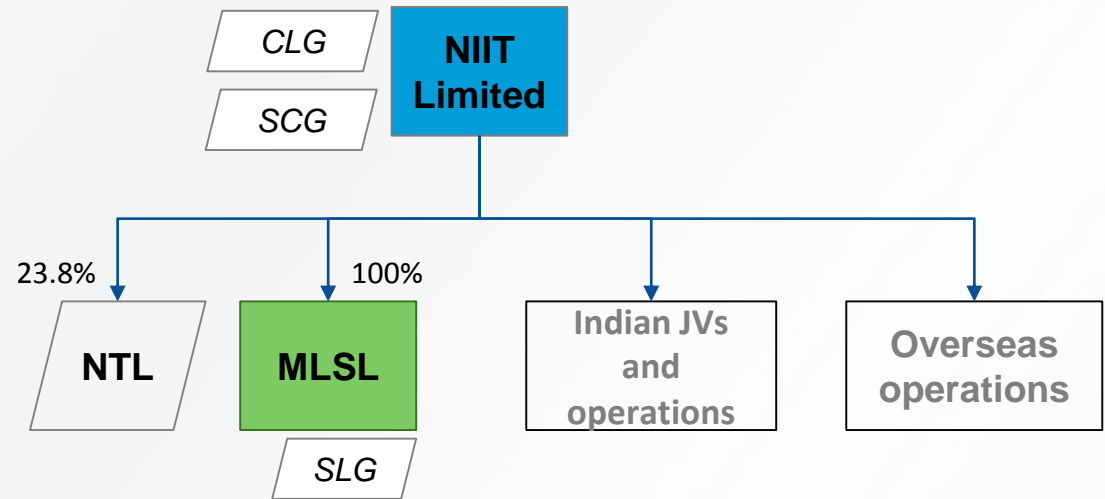 CLG
NIIT
Limited
SCG
23.8%
100%
NTL
MLSL
Indian JVs
and
operations
Overseas
operations
SLG